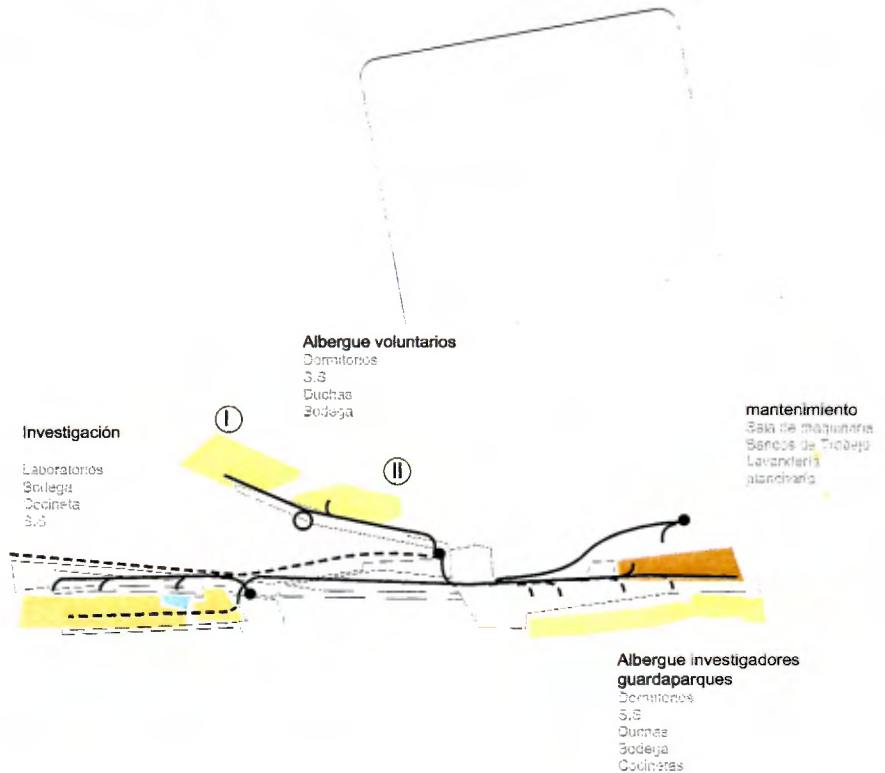 Albergue voluntarios
Dormitorios
S.S
Duchas
Bodega
I
II
Investigación
Laboratorios
Bodega
Cocineta
S.S
mantenimiento
Sala de maquinaria
Bancos de Trabajo
Lavandería
planchario
Albergue investigadores
guardaparques
Dormitorios
S.S
Duchas
Bodega
Cocinetas